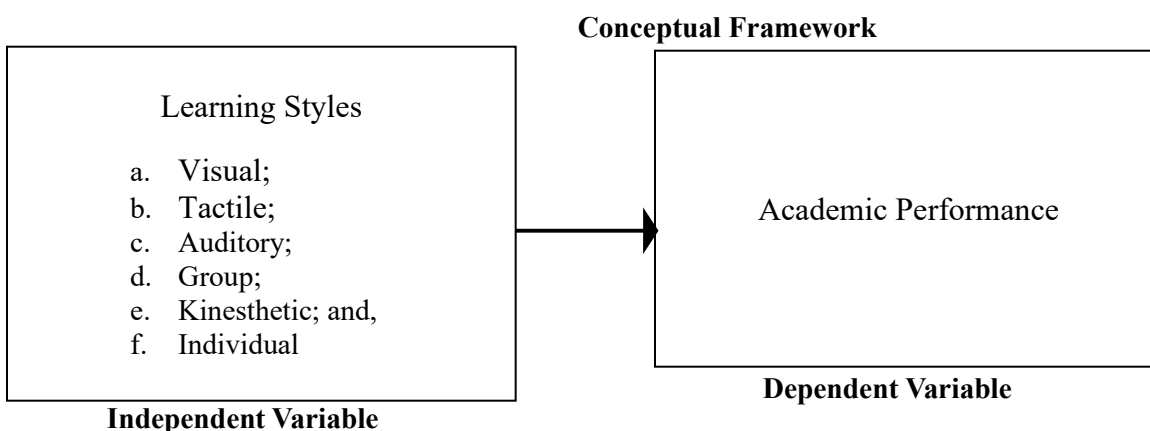 Conceptual Framework
Learning Styles
a. Visual;
b. Tactile;
c. Auditory;
d. Group;
e. Kinesthetic; and,
f. Individual
Independent Variable
Academic Performance
Dependent Variable